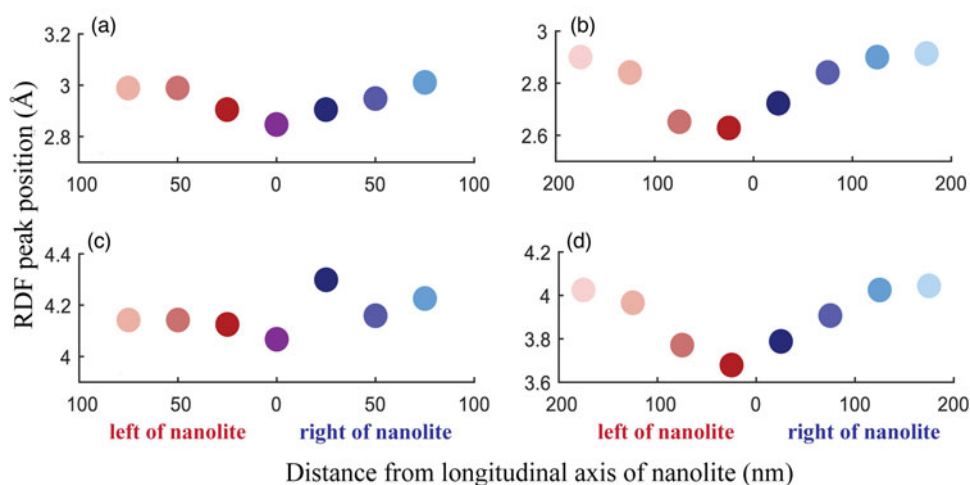 (a)
(b)
3.2
3
2.8
2.6
100 50 0 50 100
3
2.8
2.6
200 100 0 100 200
RDF peak position (Å)
(c)
(d)
4.4
4.2
4
100 50 0 50 100
4.2
4
3.8
3.6
200 100 0 100 200
left of nanolite right of nanolite
left of nanolite right of nanolite
Distance from longitudinal axis of nanolite (nm)